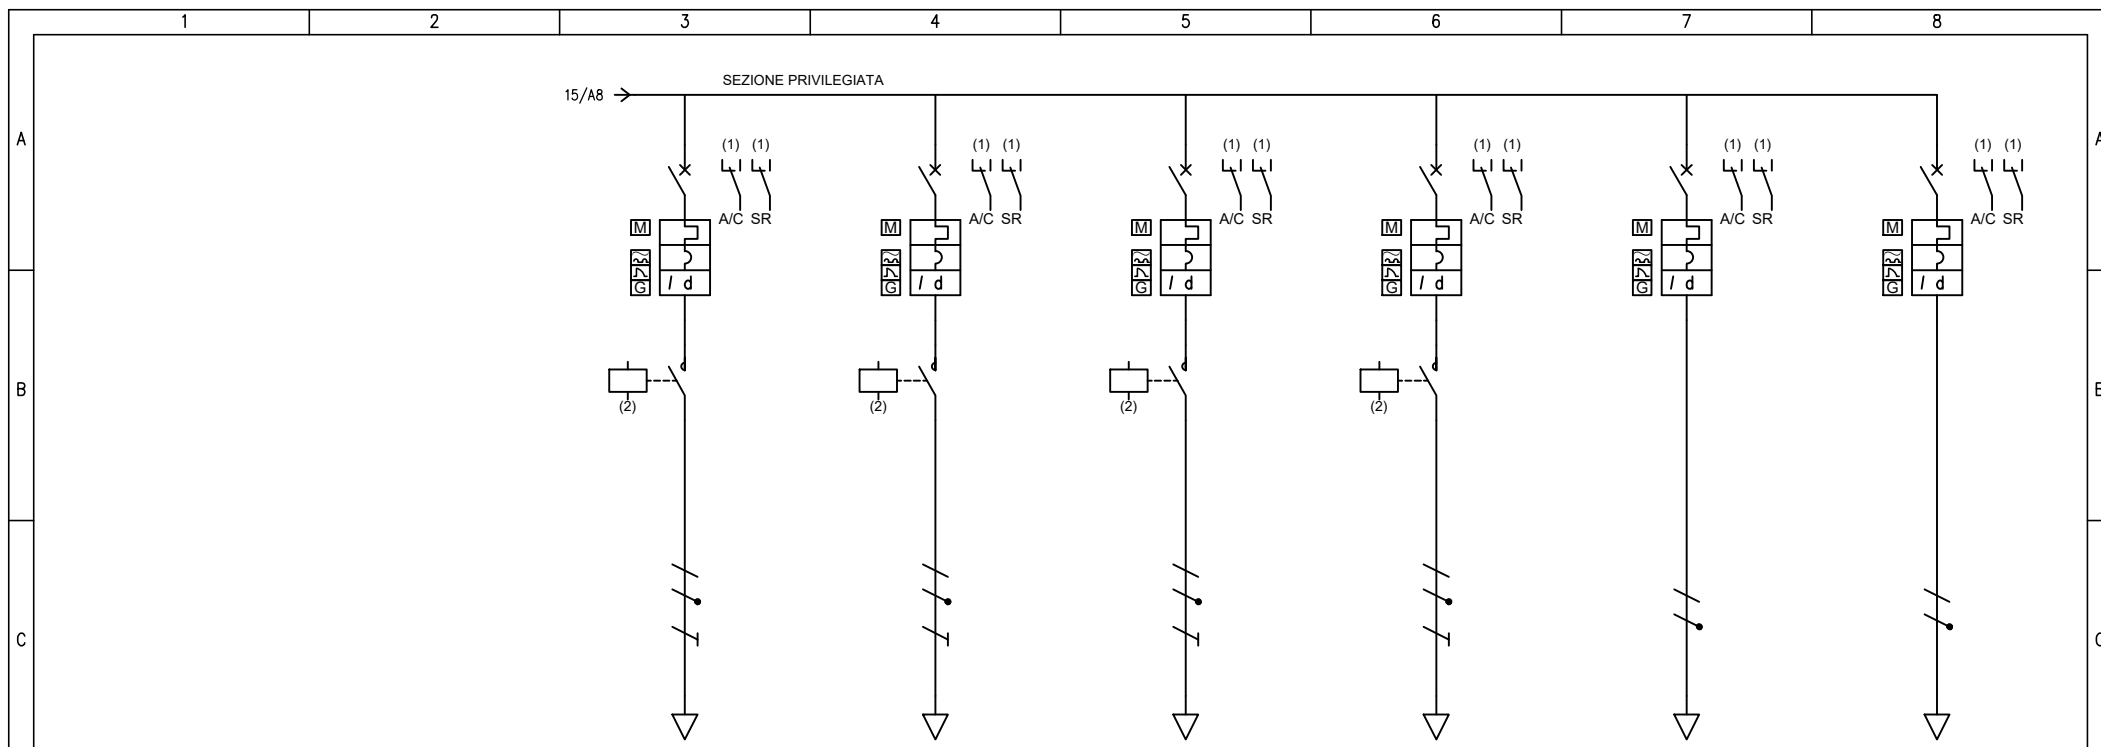 1 2 3 4 5 6 7 8
SEZIONE PRIVILEGIATA
15/A8
A A
(1) (1) (1) (1) (1) (1) (1) (1) (1) (1) (1) (1)
A/C SR A/C SR A/C SR A/C SR A/C SR A/C SR
M M M M M M
G I d G I d G I d G I d G I d G I d
B B
(2) (2) (2) (2)
C C